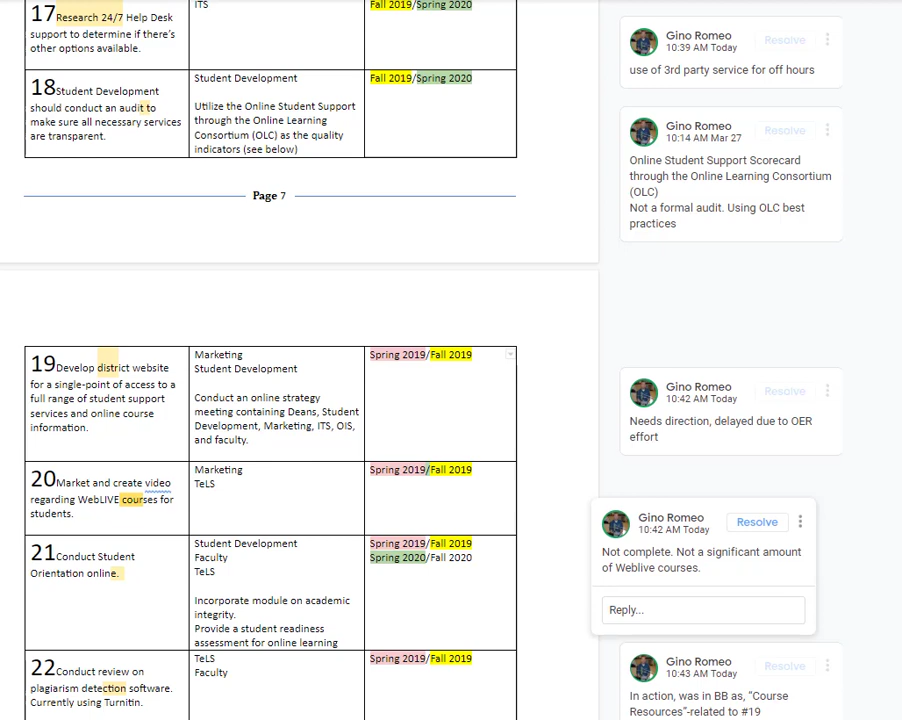 17Research 24/7 Help Desk
support to determine if there's
other options available.
ITS
Fall 2019/Spring 2020
18Student Development
should conduct an audit to
make sure all necessary services
are transparent.
Student Development
Utilize the Online Student Support
through the Online Learning
Consortium (OLC) as the quality
indicators (see below)
Fall 2019/Spring 2020
Page 7
19Develop district website
for a single-point of access to a
full range of student support
services and online course
information.
Marketing
Student Development
Conduct an online strategy
meeting containing Deans, Student
Development, Marketing, ITS, OIS,
and faculty.
Spring 2019/Fall 2019
20Market and create video
regarding WebLIVE courses for
students.
Marketing
TeLS
Spring 2019/Fall 2019
21Conduct Student
Orientation online.
Student Development
Faculty
TeLS
Incorporate module on academic
integrity.
Provide a student readiness
assessment for online learning
Spring 2019/Fall 2019
Spring 2020/Fall 2020
22Conduct review on
plagiarism detection software.
Currently using Turnitin.
TeLS
Faculty
Spring 2019/Fall 2019
Gino Romeo
10:39 AM Today
Resolve
use of 3rd party service for off hours
Gino Romeo
10:14 AM Mar 27
Resolve
Online Student Support Scorecard
through the Online Learning Consortium
(OLC)
Not a formal audit. Using OLC best
practices
Gino Romeo
10:42 AM Today
Resolve
Needs direction, delayed due to OER
effort
Gino Romeo
10:42 AM Today
Resolve
Not complete. Not a significant amount
of Weblive courses.
Reply...
Gino Romeo
10:43 AM Today
Resolve
In action, was in BB as, "Course
Resources"-related to #19